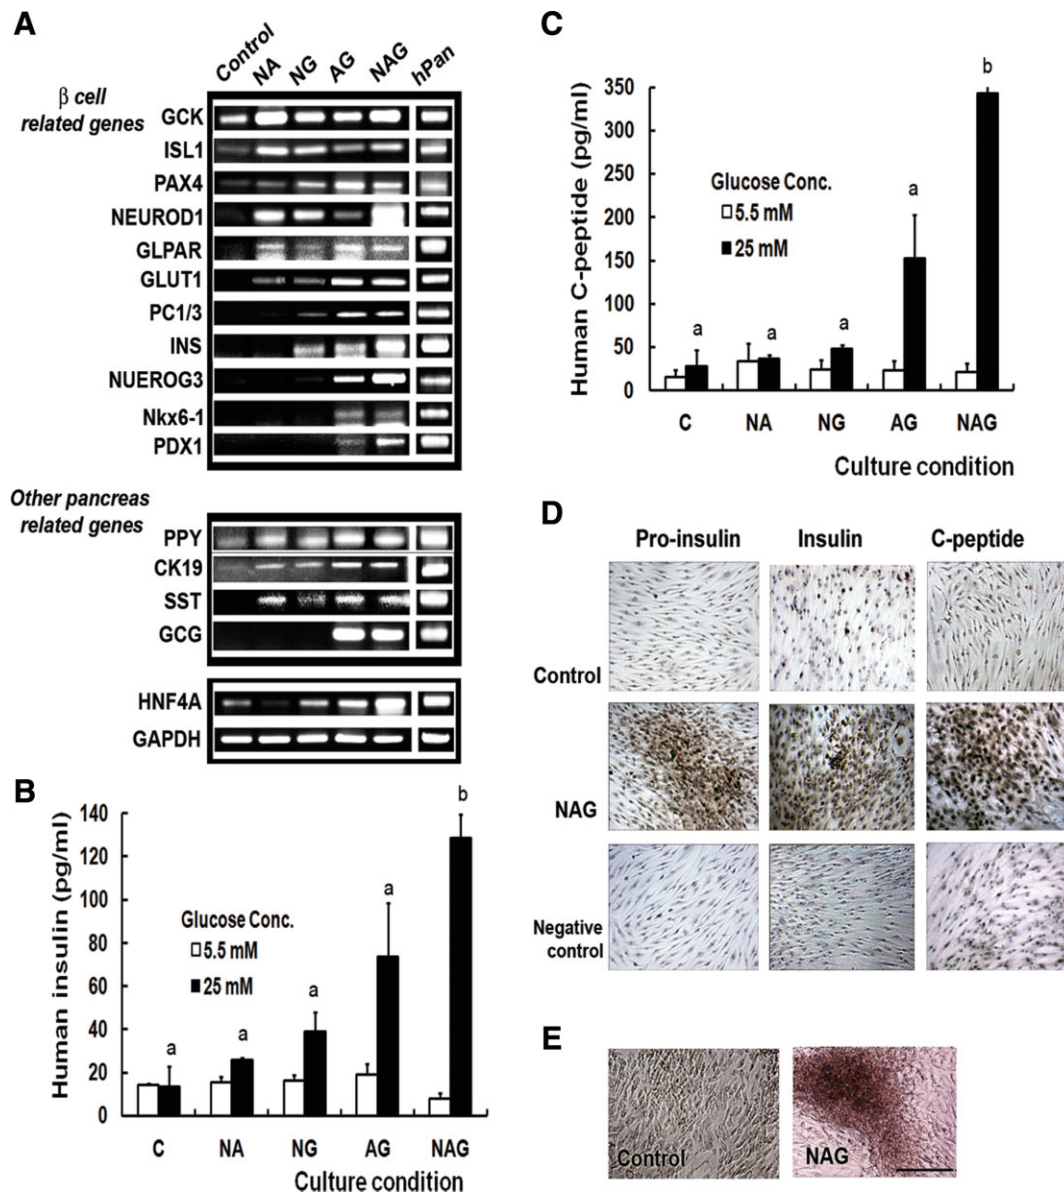 A
Control NA NG AG NAG hPan
β cell
related genes
GCK
ISL1
PAX4
NEUROD1
GLPAR
GLUT1
PC1/3
INS
NUEROG3
Nkx6-1
PDX1
Other pancreas
related genes
PPY
CK19
SST
GCG
HNF4A
GAPDH
B
Human insulin (pg/ml)
140
120
100
80
60
40
20
0
Glucose Conc.
5.5 mM
25 mM
a a a a b
C NA NG AG NAG
Culture condition
C
Human C-peptide (pg/ml)
350
300
250
200
150
100
50
0
Glucose Conc.
5.5 mM
25 mM
a a a a b
C NA NG AG NAG
Culture condition
D
Pro-insulin Insulin C-peptide
Control
NAG
Negative
control
E
Control NAG